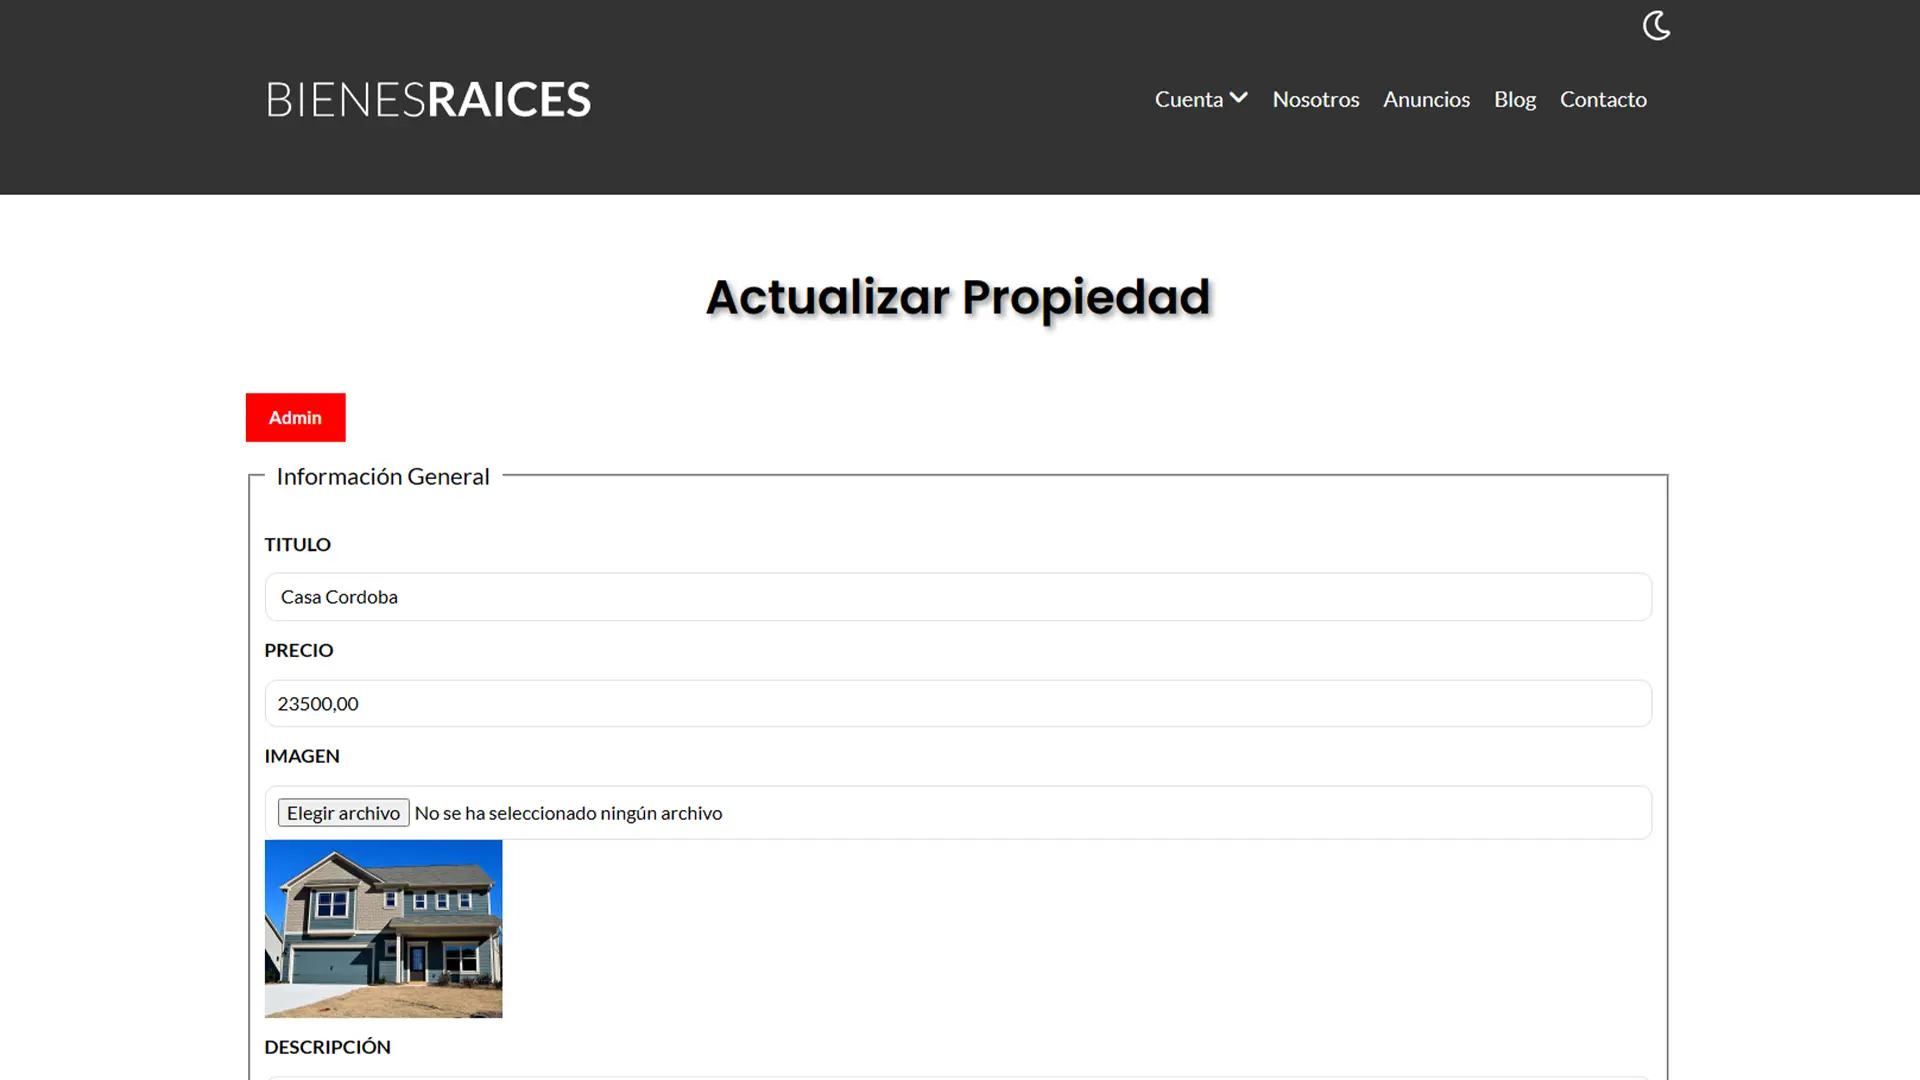 BIENESRAICES
Cuenta Nosotros Anuncios Blog Contacto
Actualizar Propiedad
Admin
Información General
TITULO
Casa Cordoba
PRECIO
23500,00
IMAGEN
Elegir archivo No se ha seleccionado ningún archivo
DESCRIPCIÓN